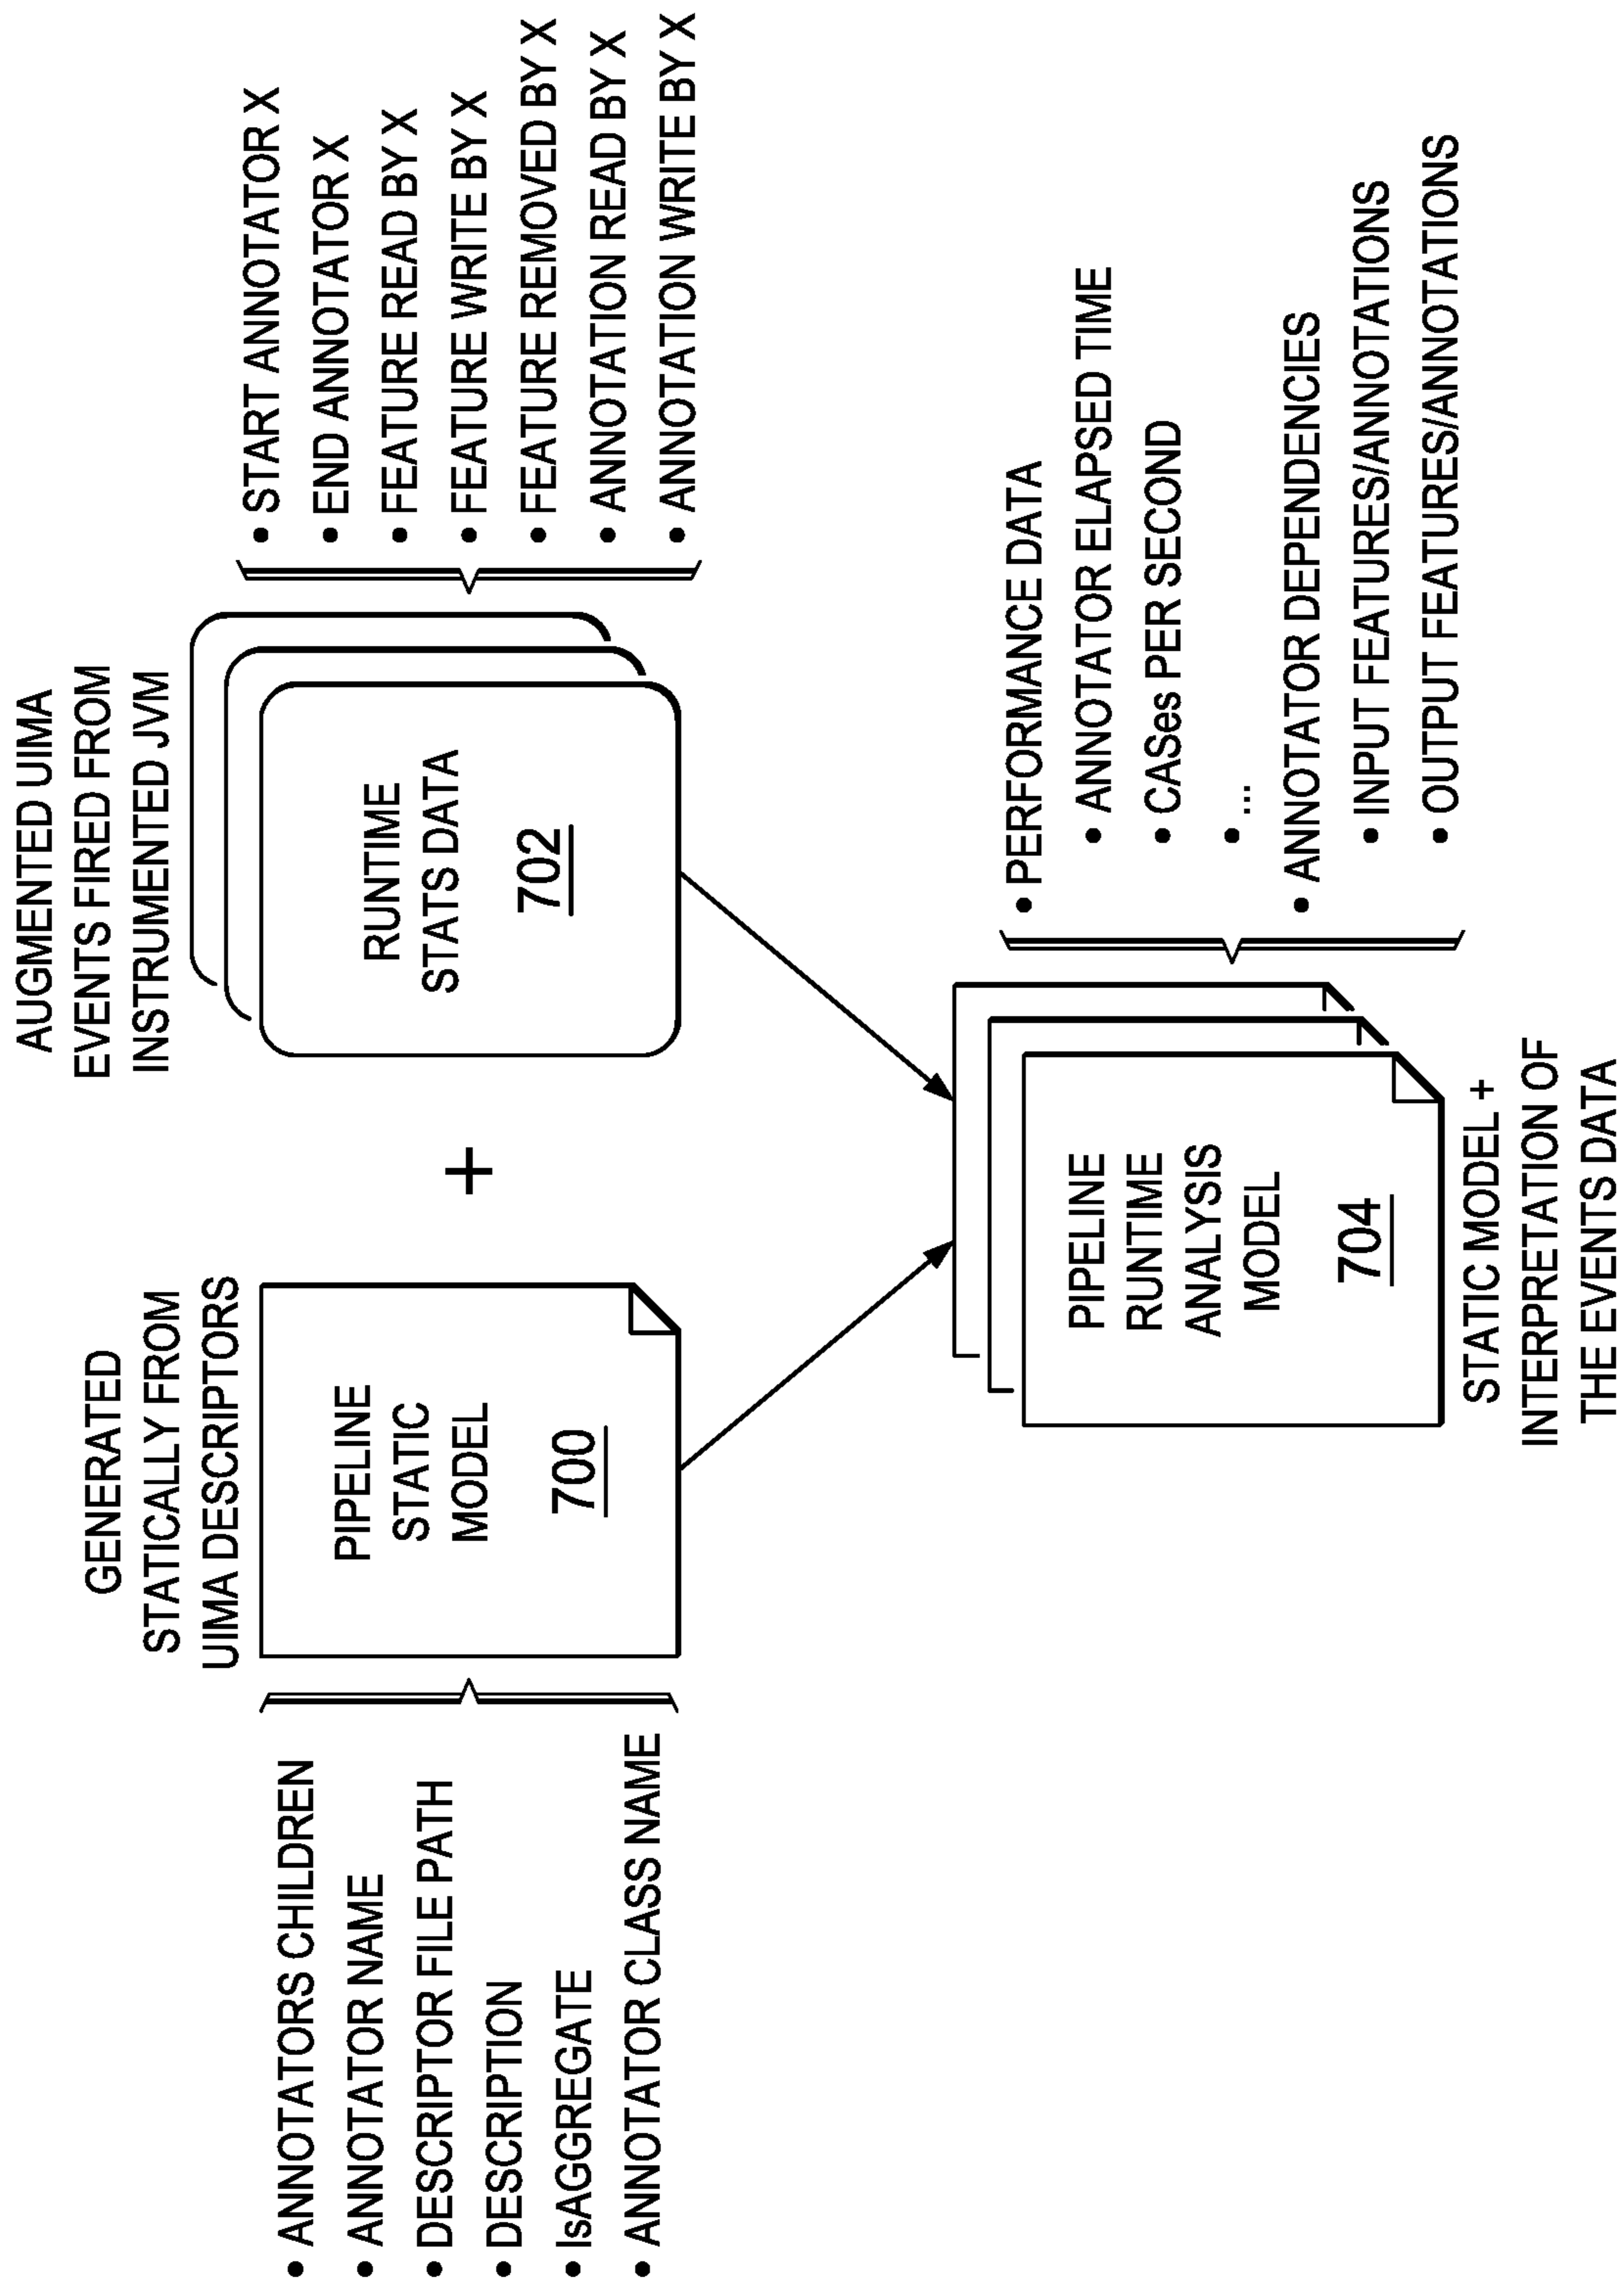 GENERATED
STATICALLY FROM
UIMA DESCRIPTORS
• ANNOTATORS CHILDREN
• ANNOTATOR NAME
• DESCRIPTOR FILE PATH
• DESCRIPTION
• IsAGGREGATE
• ANNOTATOR CLASS NAME
PIPELINE
STATIC
MODEL
700
+
AUGMENTED UIMA
EVENTS FIRED FROM
INSTRUMENTED JVM
RUNTIME
STATS DATA
702
• START ANNOTATOR X
• END ANNOTATOR X
• FEATURE READ BY X
• FEATURE WRITE BY X
• FEATURE REMOVED BY X
• ANNOTATION READ BY X
• ANNOTATION WRITE BY X
PIPELINE
RUNTIME
ANALYSIS
MODEL
704
STATIC MODEL +
INTERPRETATION OF
THE EVENTS DATA
• PERFORMANCE DATA
• ANNOTATOR ELAPSED TIME
• CASes PER SECOND
• ...
• ANNOTATOR DEPENDENCIES
• INPUT FEATURES/ANNOTATIONS
• OUTPUT FEATURES/ANNOTATIONS